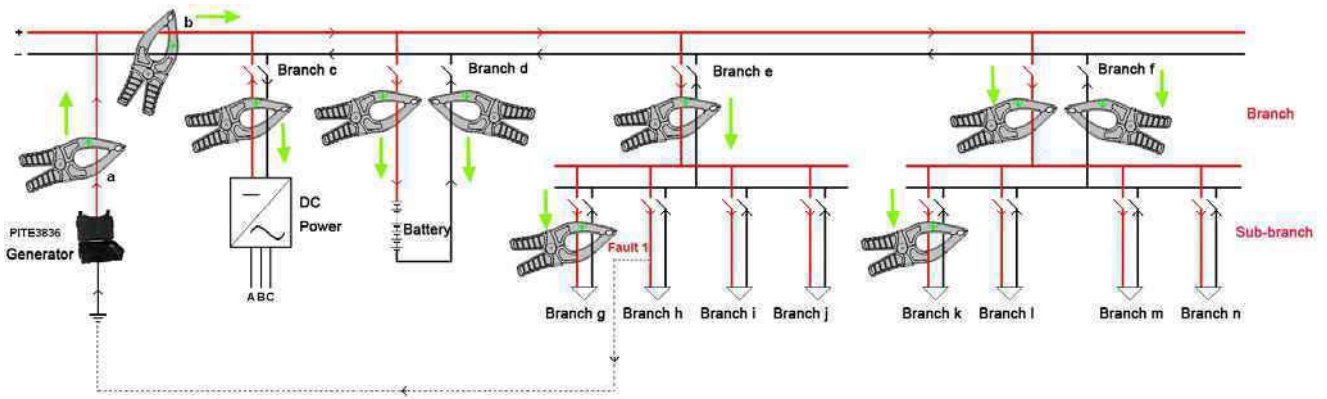 b
+
−
Branch c
Branch d
Branch e
Branch f
Branch
a
PITE3836
Generator
DC
Power
Battery
Fault 1
Sub-branch
A B C
Branch g
Branch h
Branch i
Branch j
Branch k
Branch l
Branch m
Branch n